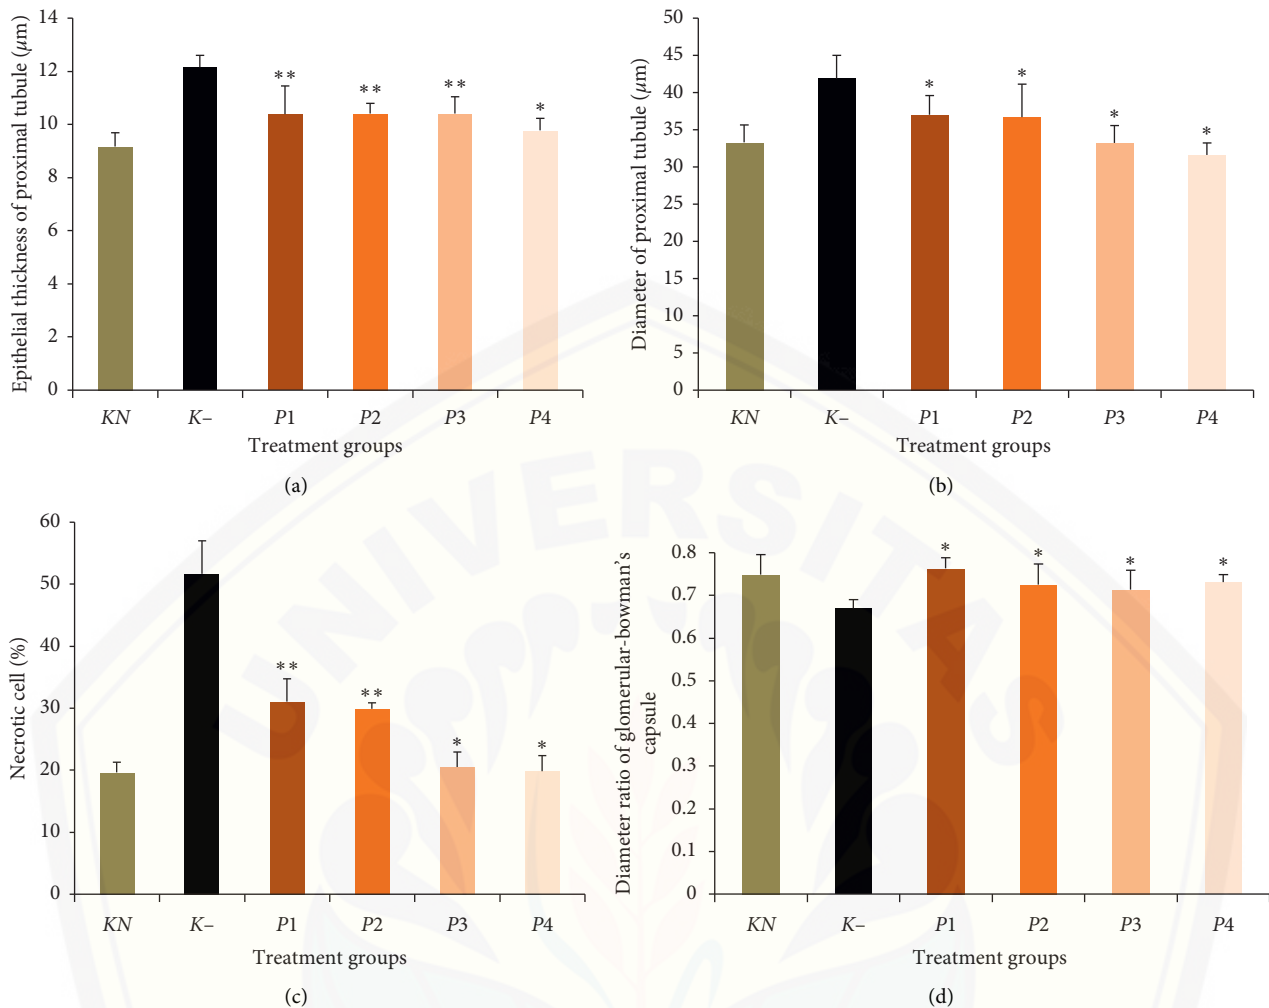 Epithelial thickness of proximal tubule (µm)
14
12
10
8
6
4
2
0
**
**
**
*
KN K– P1 P2 P3 P4
Treatment groups
(a)
Diameter of proximal tubule (µm)
50
45
40
35
30
25
20
15
10
5
0
*
*
*
*
KN K– P1 P2 P3 P4
Treatment groups
(b)
Necrotic cell (%)
60
50
40
30
20
10
0
**
**
*
*
KN K– P1 P2 P3 P4
Treatment groups
(c)
Diameter ratio of glomerular-bowman's
capsule
0.8
0.7
0.6
0.5
0.4
0.3
0.2
0.1
0
*
*
*
*
KN K– P1 P2 P3 P4
Treatment groups
(d)
UNIVERSITAS